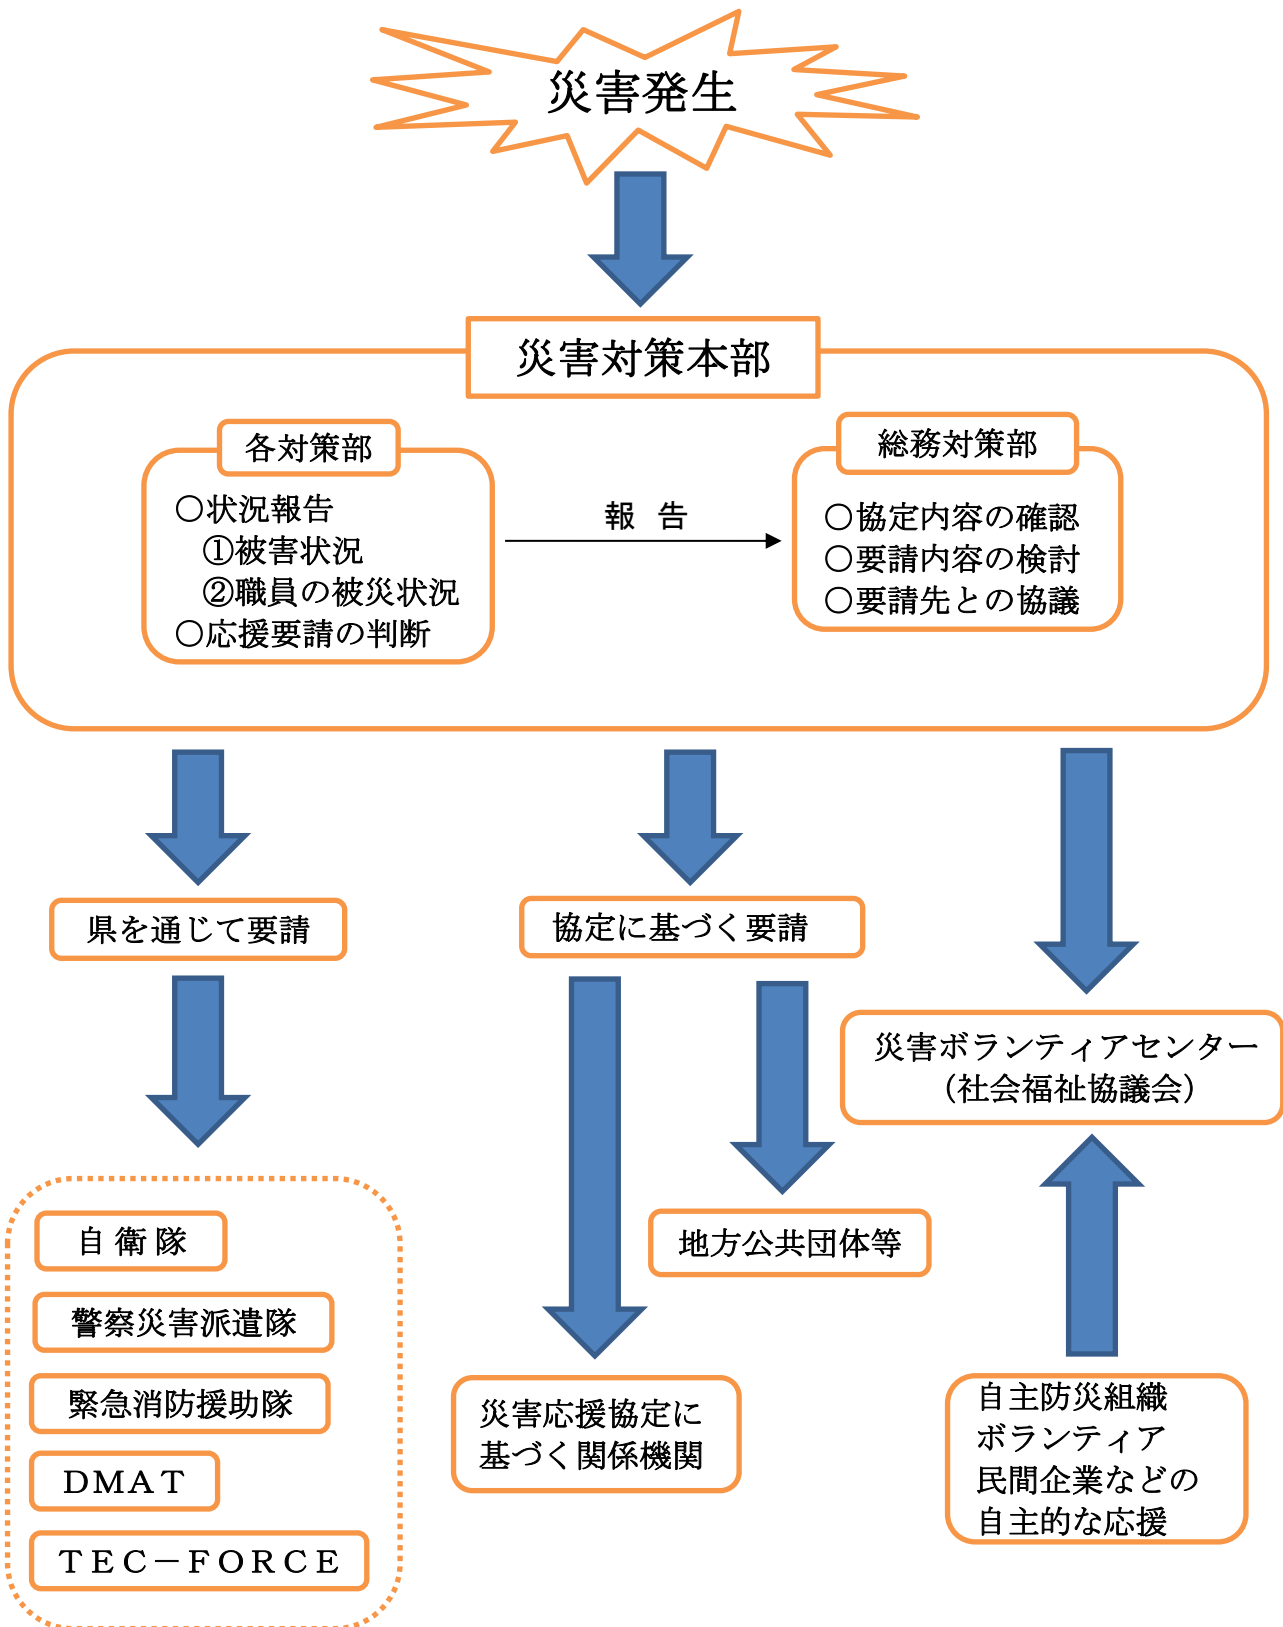 災害発生
災害対策本部
各対策部
〇状況報告
①被害状況
②職員の被災状況
〇応援要請の判断
報　告
総務対策部
〇協定内容の確認
〇要請内容の検討
〇要請先との協議
県を通じて要請
協定に基づく要請
災害ボランティアセンター
（社会福祉協議会）
自 衛 隊
警察災害派遣隊
緊急消防援助隊
ＤＭＡＴ
ＴＥＣ－ＦＯＲＣＥ
地方公共団体等
災害応援協定に
基づく関係機関
自主防災組織
ボランティア
民間企業などの
自主的な応援